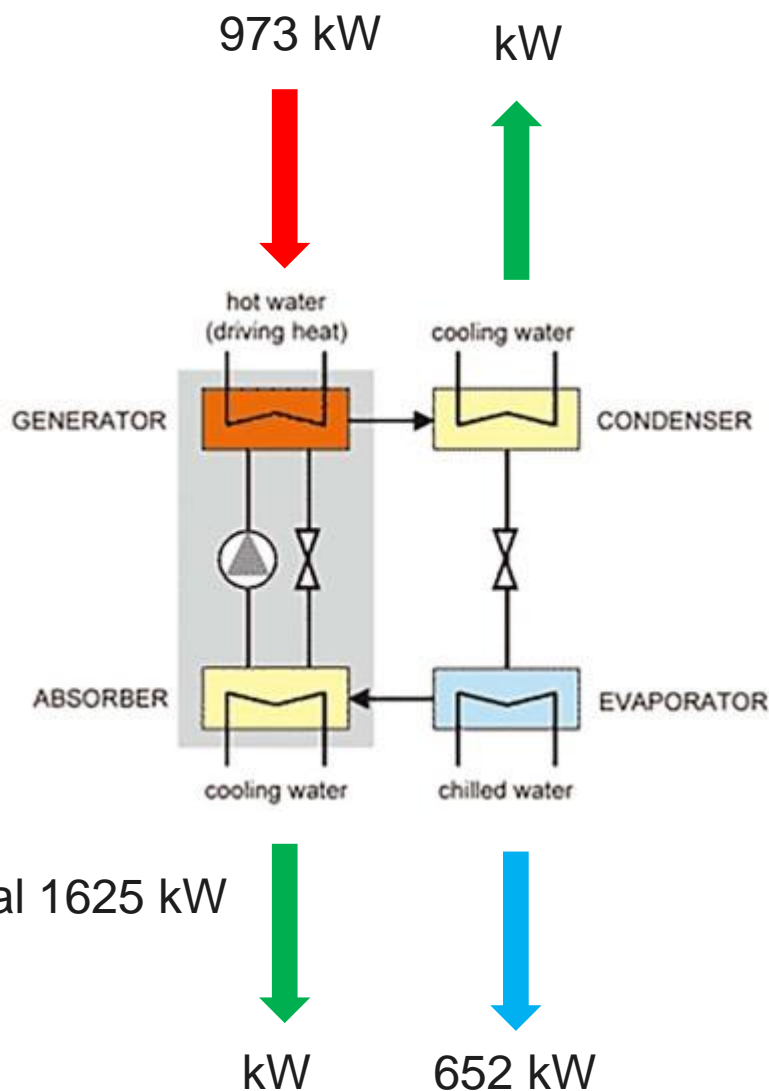 973 kW
kW
hot water
(driving heat)
cooling water
GENERATOR
CONDENSER
ABSORBER
EVAPORATOR
cooling water
chilled water
al 1625 kW
kW
652 kW